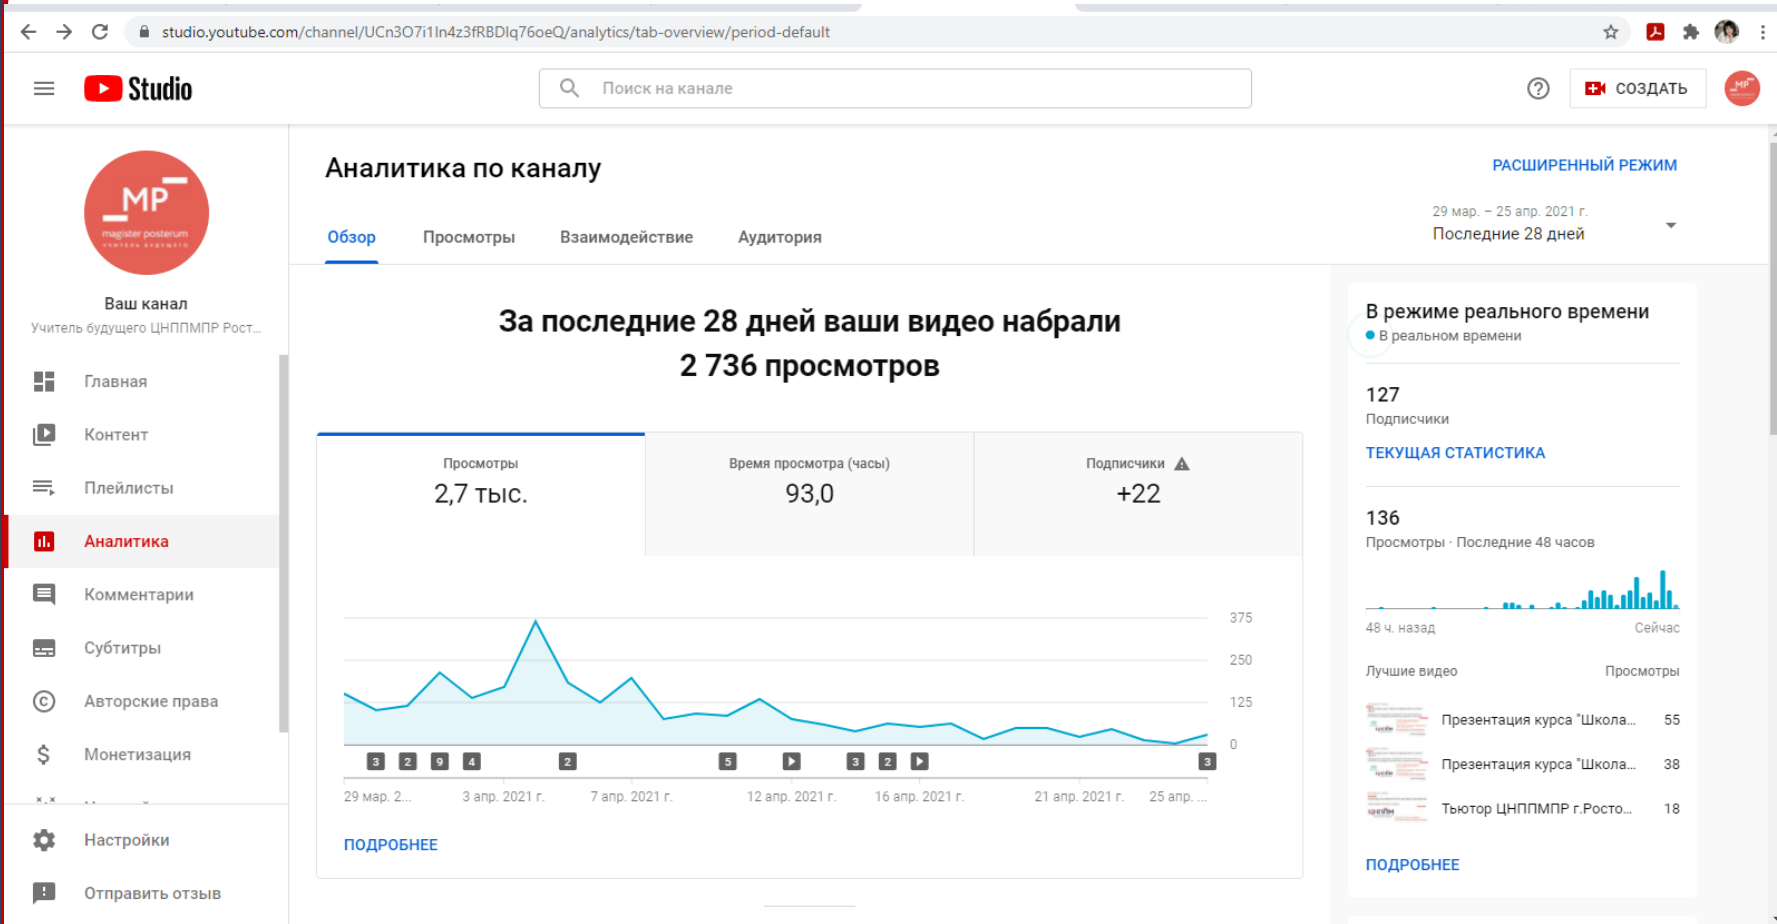 studio.youtube.com/channel/UCn3O7i1In4z3fRBDIq76oeQ/analytics/tab-overview/period-default
Studio
Поиск на канале
СОЗДАТЬ
MP
MP
magister posterum
УЧИТЕЛЬ БУДУЩЕГО
Ваш канал
Учитель будущего ЦНППМПР Рост...
Главная
Контент
Плейлисты
Аналитика
Комментарии
Субтитры
Авторские права
Монетизация
Настройки
Отправить отзыв
Аналитика по каналу
РАСШИРЕННЫЙ РЕЖИМ
29 мар. – 25 апр. 2021 г.
Последние 28 дней
Обзор Просмотры Взаимодействие Аудитория
За последние 28 дней ваши видео набрали
2 736 просмотров
Просмотры
2,7 тыс.
Время просмотра (часы)
93,0
Подписчики
+22
375
250
125
0
3 2 9 4 2 5 3 2 3
29 мар. 2... 3 апр. 2021 г. 7 апр. 2021 г. 12 апр. 2021 г. 16 апр. 2021 г. 21 апр. 2021 г. 25 апр. ...
ПОДРОБНЕЕ
В режиме реального времени
В реальном времени
127
Подписчики
ТЕКУЩАЯ СТАТИСТИКА
136
Просмотры · Последние 48 часов
48 ч. назад Сейчас
Лучшие видео Просмотры
Презентация курса "Школа... 55
Презентация курса "Школа... 38
Тьютор ЦНППМПР г.Росто... 18
ПОДРОБНЕЕ